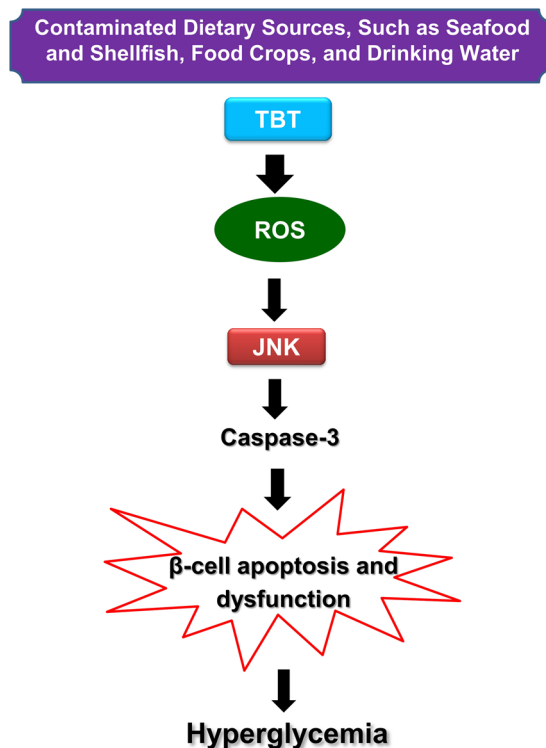 Contaminated Dietary Sources, Such as Seafood
and Shellfish, Food Crops, and Drinking Water
TBT
ROS
JNK
Caspase-3
β-cell apoptosis and
dysfunction
Hyperglycemia